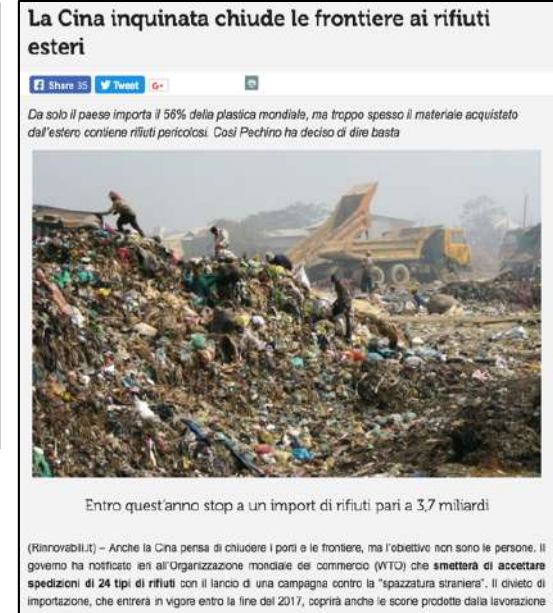 La Cina inquinata chiude le frontiere ai rifiuti
esteri
Share 35 Tweet G+
Da solo il paese importa il 56% della plastica mondiale, ma troppo spesso il materiale acquistato
dall'estero contiene rifiuti pericolosi. Così Pechino ha deciso di dire basta
Entro quest'anno stop a un import di rifiuti pari a 3,7 miliardi
(Rinnovabili.it) – Anche la Cina pensa di chiudere i porti e le frontiere, ma l'obiettivo non sono le persone. Il
governo ha notificato ieri all'Organizzazione mondiale del commercio (WTO) che smetterà di accettare
spedizioni di 24 tipi di rifiuti con il lancio di una campagna contro la "spazzatura straniera". Il divieto di
importazione, che entrerà in vigore entro la fine del 2017, coprirà anche le scorie prodotte dalla lavorazione